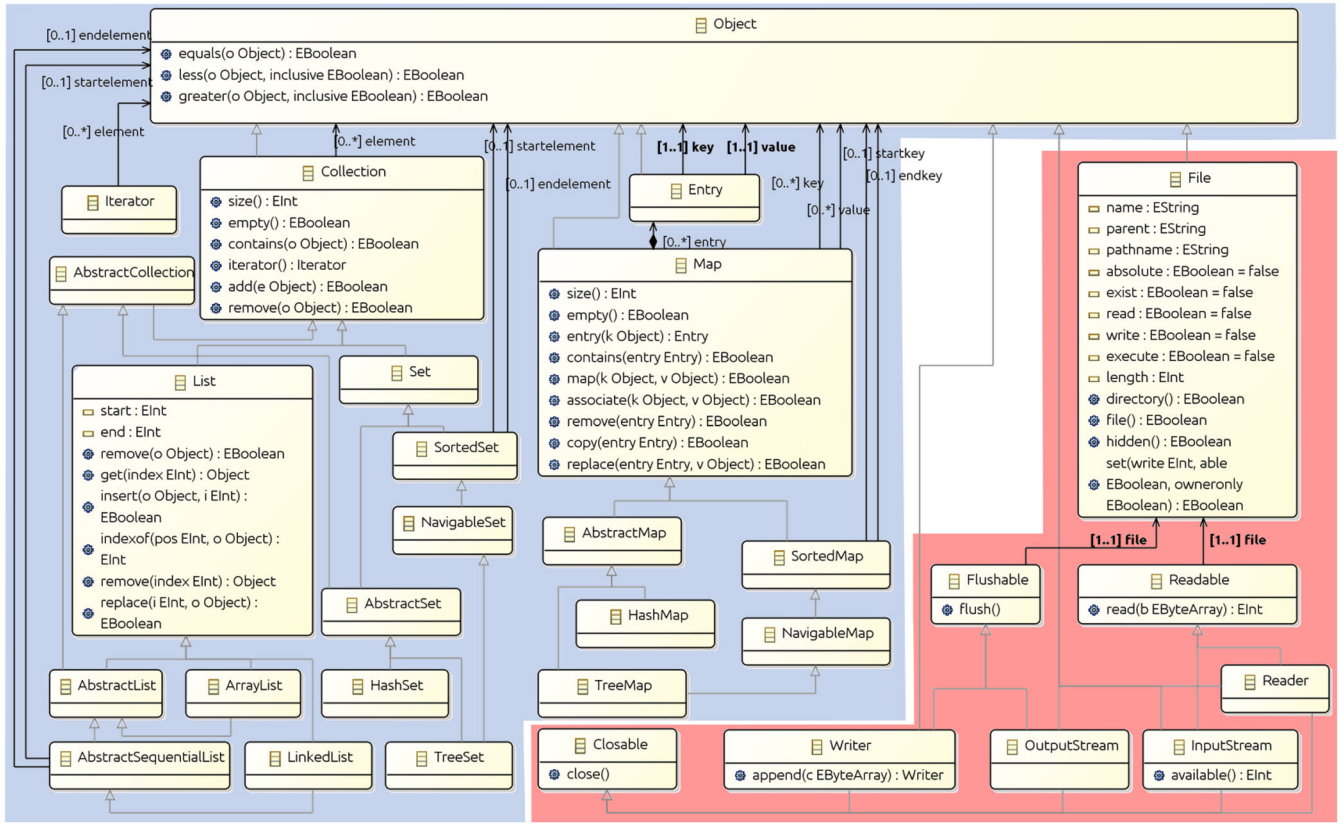 Object
equals(o Object) : EBoolean
less(o Object, inclusive EBoolean) : EBoolean
greater(o Object, inclusive EBoolean) : EBoolean
[0..1] endelement
[0..1] startelement
[0..*] element
[0..*] element
[0..1] startelement
[0..1] endelement
[1..1] key
[1..1] value
[0..*] key
[0..*] value
[0..1] startkey
[0..1] endkey
Iterator
Collection
size() : EInt
empty() : EBoolean
contains(o Object) : EBoolean
iterator() : Iterator
add(e Object) : EBoolean
remove(o Object) : EBoolean
AbstractCollection
Entry
[0..*] entry
Map
size() : EInt
empty() : EBoolean
entry(k Object) : Entry
contains(entry Entry) : EBoolean
map(k Object, v Object) : EBoolean
associate(k Object, v Object) : EBoolean
remove(entry Entry) : EBoolean
copy(entry Entry) : EBoolean
replace(entry Entry, v Object) : EBoolean
File
name : EString
parent : EString
pathname : EString
absolute : EBoolean = false
exist : EBoolean = false
read : EBoolean = false
write : EBoolean = false
execute : EBoolean = false
length : EInt
directory() : EBoolean
file() : EBoolean
hidden() : EBoolean
set(write EInt, able
EBoolean, owneronly
EBoolean) : EBoolean
List
start : EInt
end : EInt
remove(o Object) : EBoolean
get(index EInt) : Object
insert(o Object, i EInt) :
EBoolean
indexof(pos EInt, o Object) :
EInt
remove(index EInt) : Object
replace(i EInt, o Object) :
EBoolean
Set
SortedSet
NavigableSet
AbstractSet
AbstractMap
SortedMap
HashMap
NavigableMap
TreeMap
[1..1] file
[1..1] file
Flushable
flush()
Readable
read(b EByteArray) : EInt
Reader
AbstractList
ArrayList
HashSet
AbstractSequentialList
LinkedList
TreeSet
Closable
close()
Writer
append(c EByteArray) : Writer
OutputStream
InputStream
available() : EInt